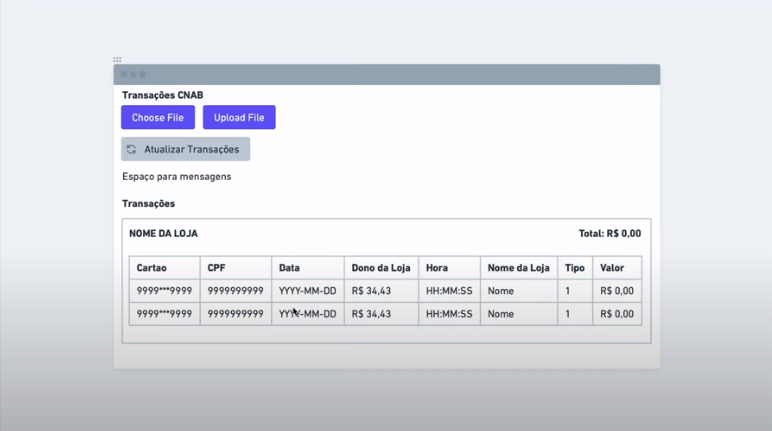 Transações CNAB
Choose File Upload File
Atualizar Transações
Espaço para mensagens
Transações
NOME DA LOJA Total: R$ 0,00
Cartao CPF Data Dono da Loja Hora Nome da Loja Tipo Valor
9999***9999 9999999999 YYYY-MM-DD R$ 34,43 HH:MM:SS Nome 1 R$ 0,00
9999***9999 9999999999 YYYY-MM-DD R$ 34,43 HH:MM:SS Nome 1 R$ 0,00